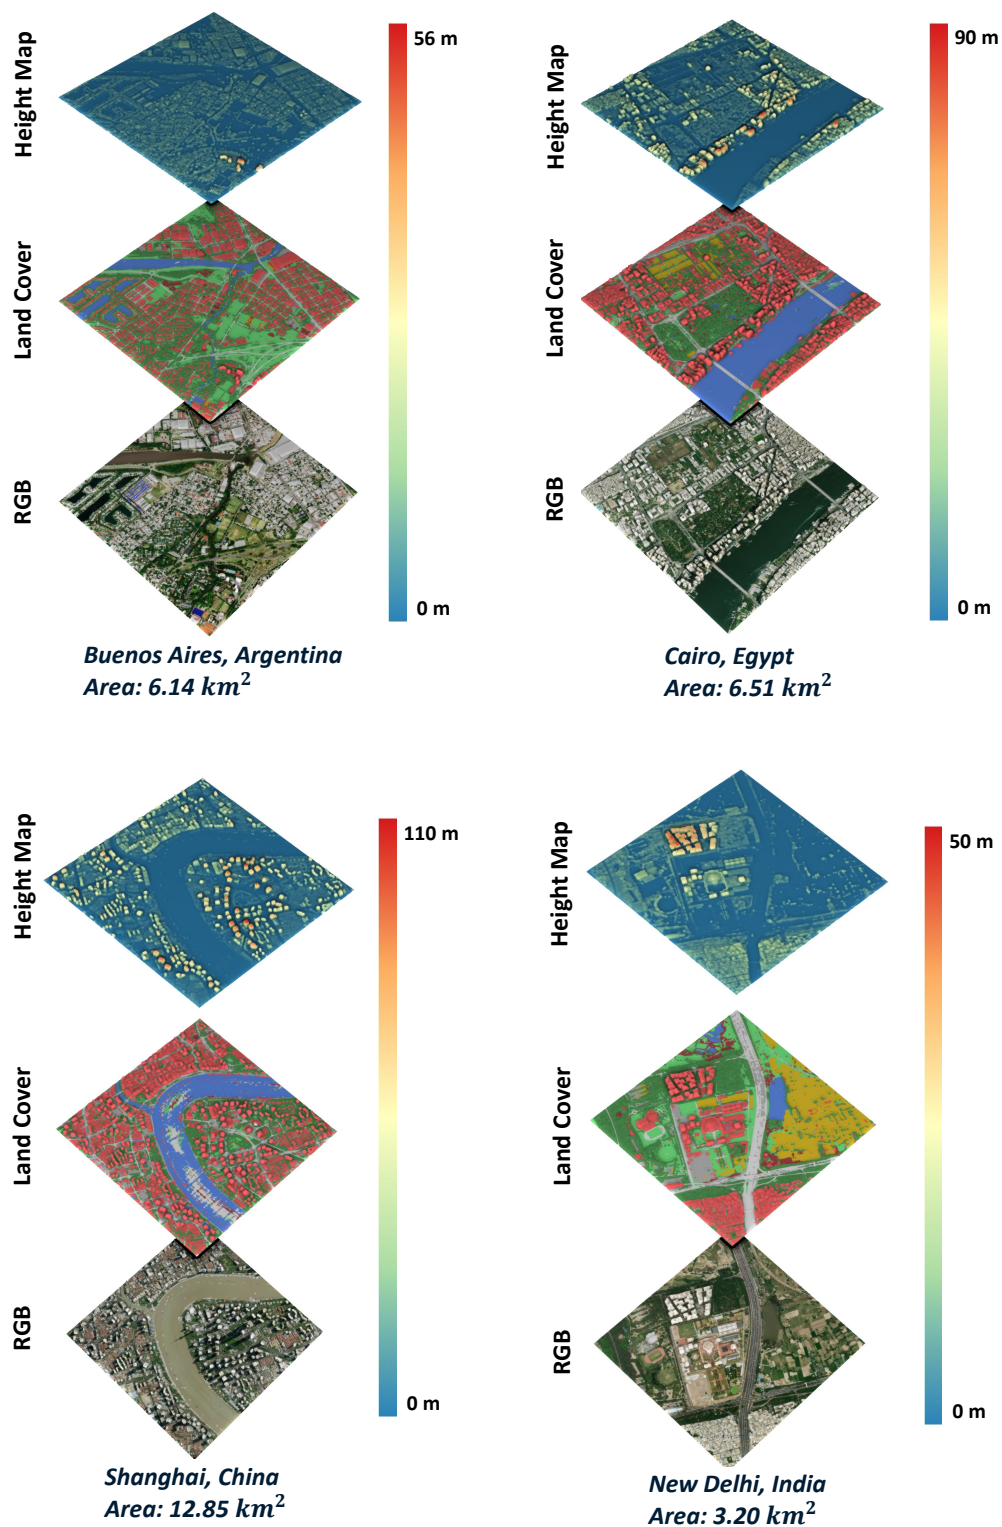 Height Map
Land Cover
RGB
56 m
0 m
Buenos Aires, Argentina
Area: 6.14 km²
Height Map
Land Cover
RGB
90 m
0 m
Cairo, Egypt
Area: 6.51 km²
Height Map
Land Cover
RGB
110 m
0 m
Shanghai, China
Area: 12.85 km²
Height Map
Land Cover
RGB
50 m
0 m
New Delhi, India
Area: 3.20 km²